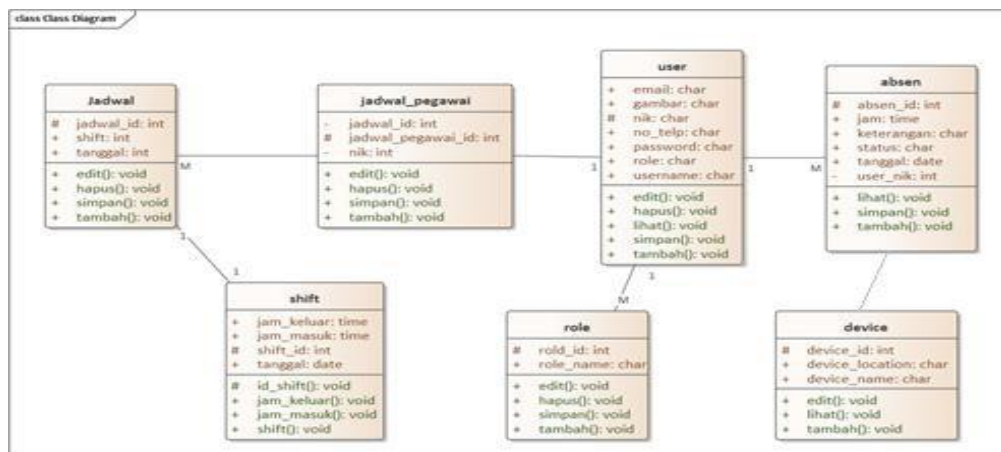 class Class Diagram
Jadwal
# jadwal_id: int
+ shift: int
+ tanggal: int
+ edit(): void
+ hapus(): void
+ simpan(): void
+ tambah(): void
jadwal_pegawai
- jadwal_id: int
# jadwal_pegawai_id: int
- nik: int
+ edit(): void
+ hapus(): void
+ simpan(): void
+ tambah(): void
user
+ email: char
+ gambar: char
# nik: char
+ no_telp: char
+ password: char
+ role: char
+ username: char
+ edit(): void
+ hapus(): void
+ lihat(): void
+ simpan(): void
+ tambah(): void
absen
# absen_id: int
+ jam: time
+ keterangan: char
+ status: char
+ tanggal: date
- user_nik: int
+ lihat(): void
+ simpan(): void
+ tambah(): void
M
1
1
M
1
1
1
M
shift
+ jam_keluar: time
+ jam_masuk: time
# shift_id: int
+ tanggal: date
# id_shift(): void
+ jam_keluar(): void
+ jam_masuk(): void
+ shift(): void
role
# rold_id: int
+ role_name: char
+ edit(): void
+ hapus(): void
+ simpan(): void
+ tambah(): void
device
# device_id: int
+ device_location: char
+ device_name: char
+ edit(): void
+ lihat(): void
+ tambah(): void